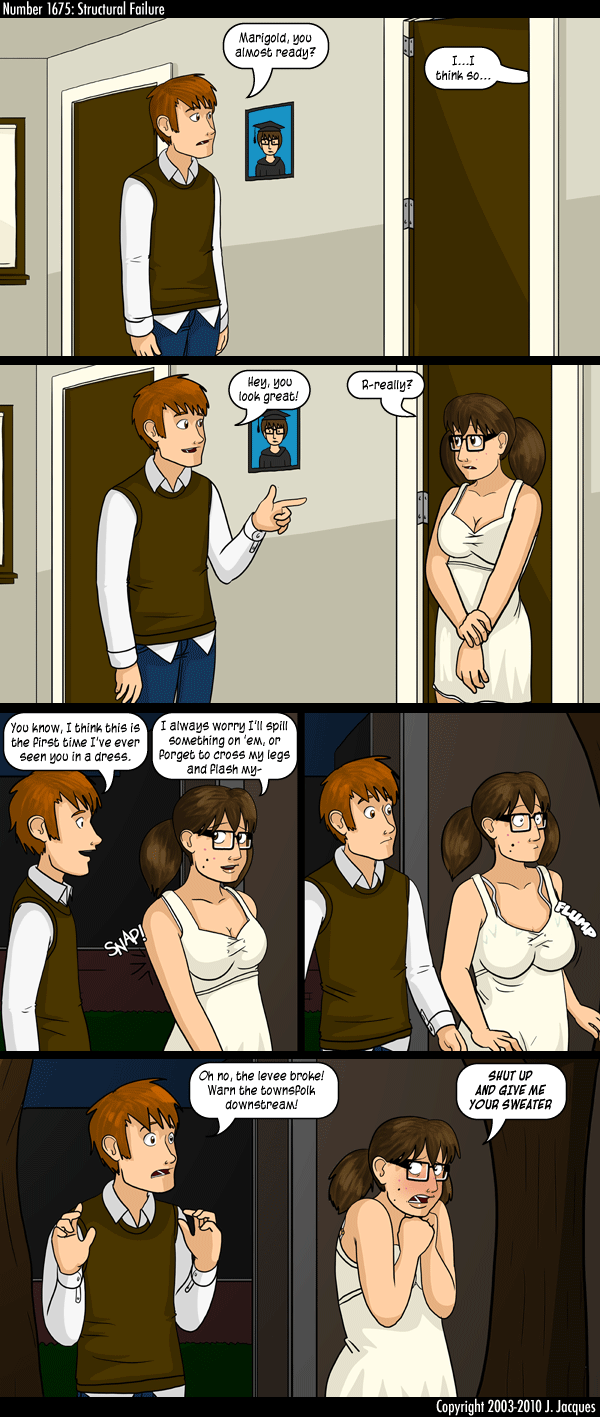 Number 1675: Structural Failure
Marigold, you
almost ready?
I...I
think so...
Hey, you
look great!
R-really?
You know, I think this is
the first time I've ever
seen you in a dress.
I always worry I'll spill
something on 'em, or
forget to cross my legs
and flash my-
SNAP!
FLUMP
Oh no, the levee broke!
Warn the townsfolk
downstream!
SHUT UP
AND GIVE ME
YOUR SWEATER
Copyright 2003-2010 J. Jacques